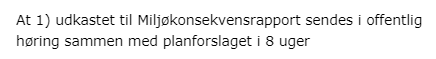 At 1) udkastet til Miljøkonsekvensrapport sendes i offentlig
høring sammen med planforslaget i 8 uger